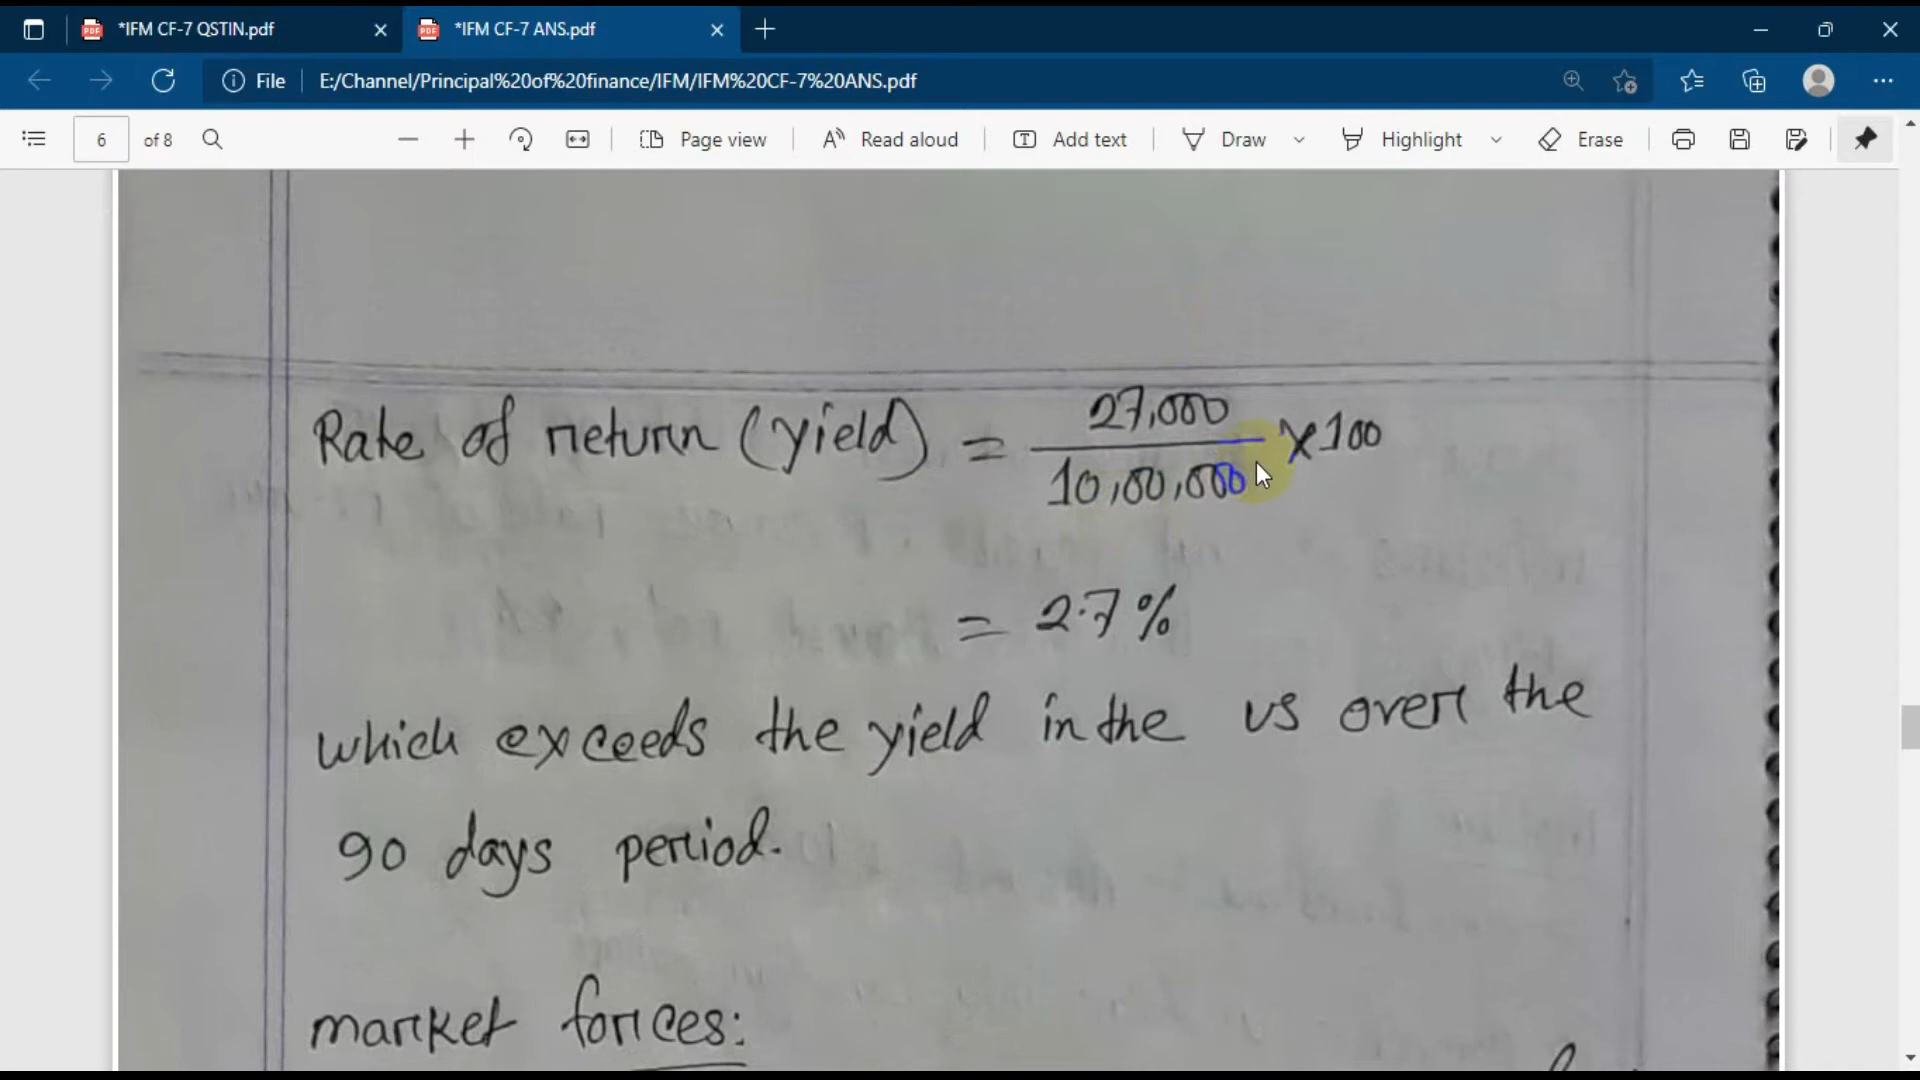 *IFM CF-7 QSTIN.pdf
*IFM CF-7 ANS.pdf
File
E:/Channel/Principal%20of%20finance/IFM/IFM%20CF-7%20ANS.pdf
6 of 8
Page view
Read aloud
Add text
Draw
Highlight
Erase
Rate of return (yield) = 27,000 / 10,00,000 × 100
= 2.7%
which exceeds the yield in the US over the
90 days period.
market forces: